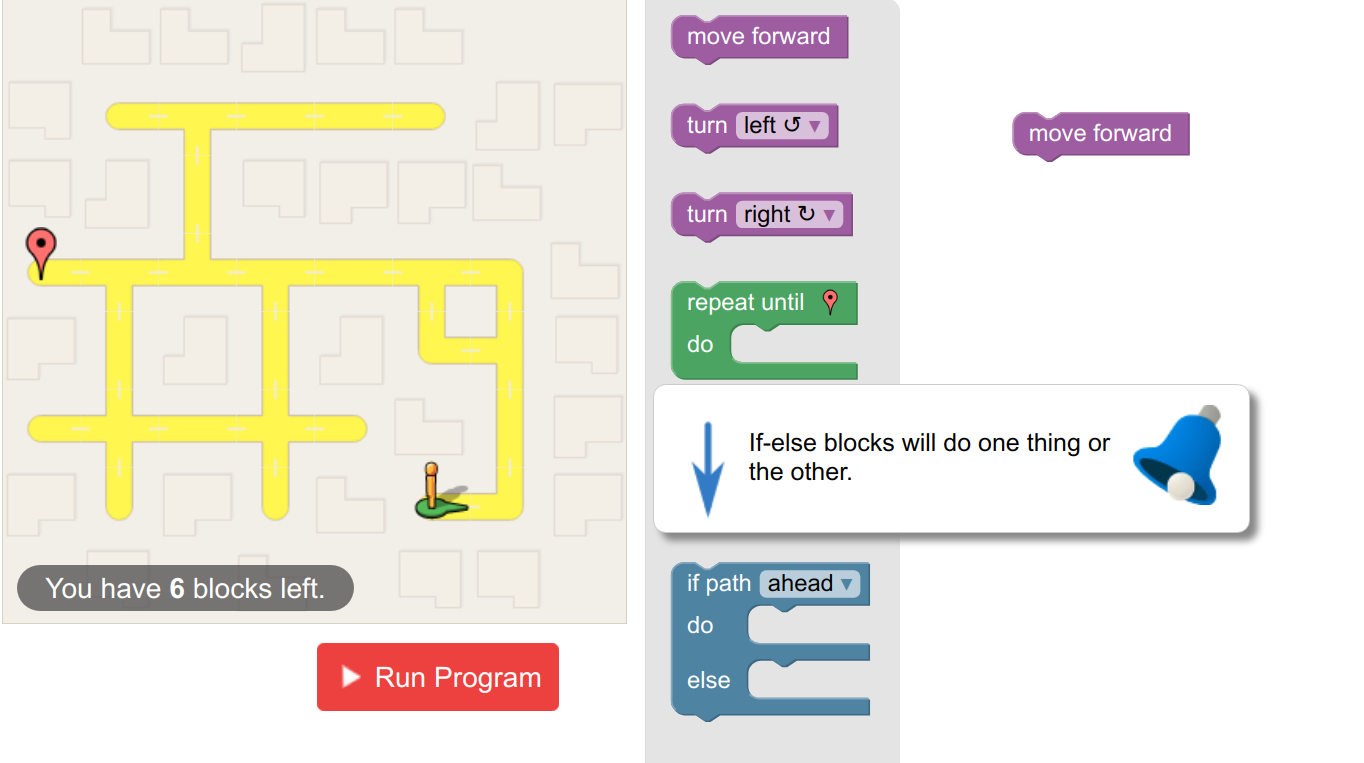 move forward
turn left ↺ ▾
turn right ↻ ▾
repeat until
do
move forward
If-else blocks will do one thing or
the other.
if path ahead ▾
do
else
You have 6 blocks left.
Run Program